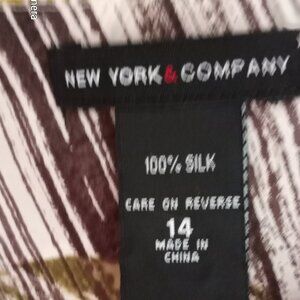 NEW YORK & COMPANY
100% SILK
CARE ON REVERSE
14
MADE IN
CHINA